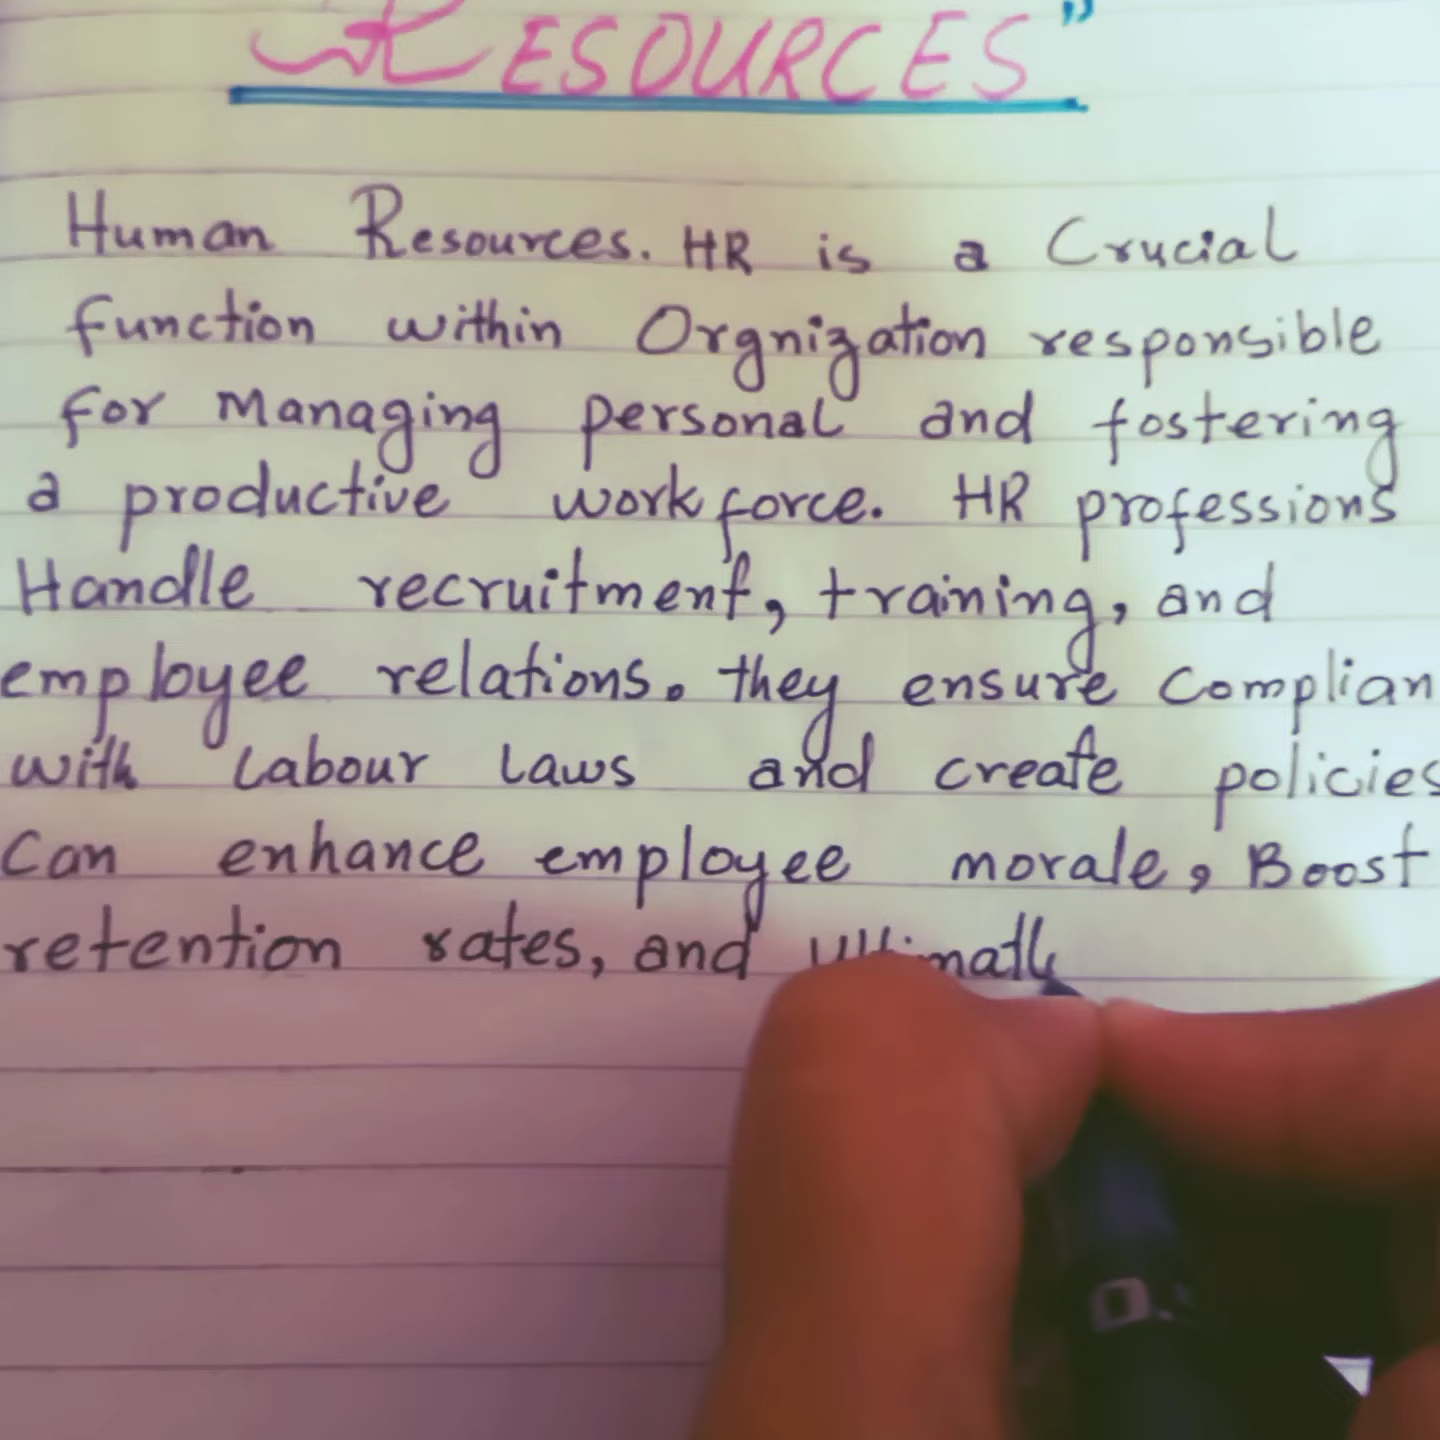 RESOURCES"
Human Resources. HR is a Crucial
function within Orgnization responsible
for Managing personal and fostering
a productive workforce. HR professions
Handle recruitment, training, and
employee relations. they ensure Complian
with Labour Laws and create policies
Can enhance employee morale, Boost
retention rates, and